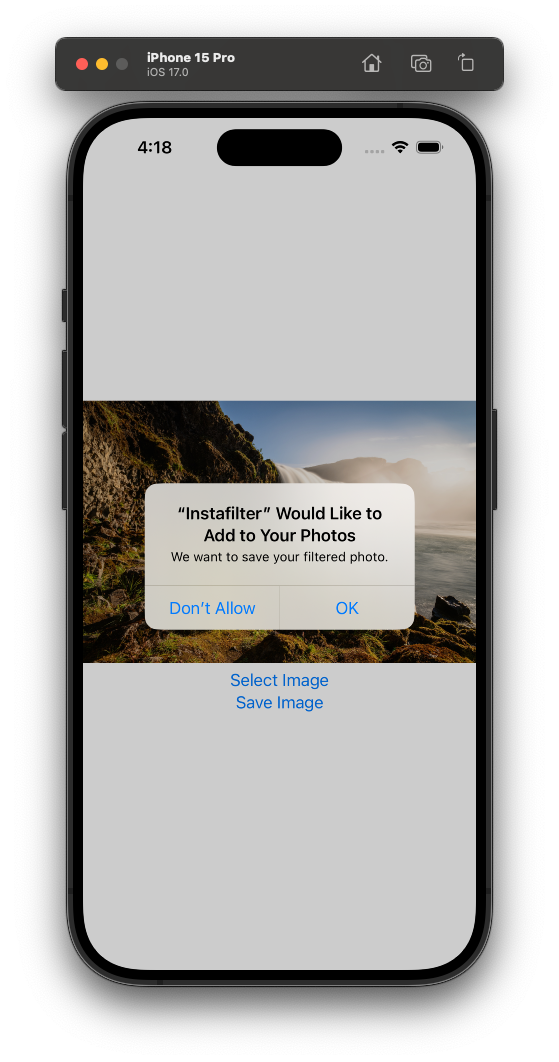 iPhone 15 Pro
iOS 17.0
4:18
“Instafilter” Would Like to
Add to Your Photos
We want to save your filtered photo.
Don’t Allow
OK
Select Image
Save Image